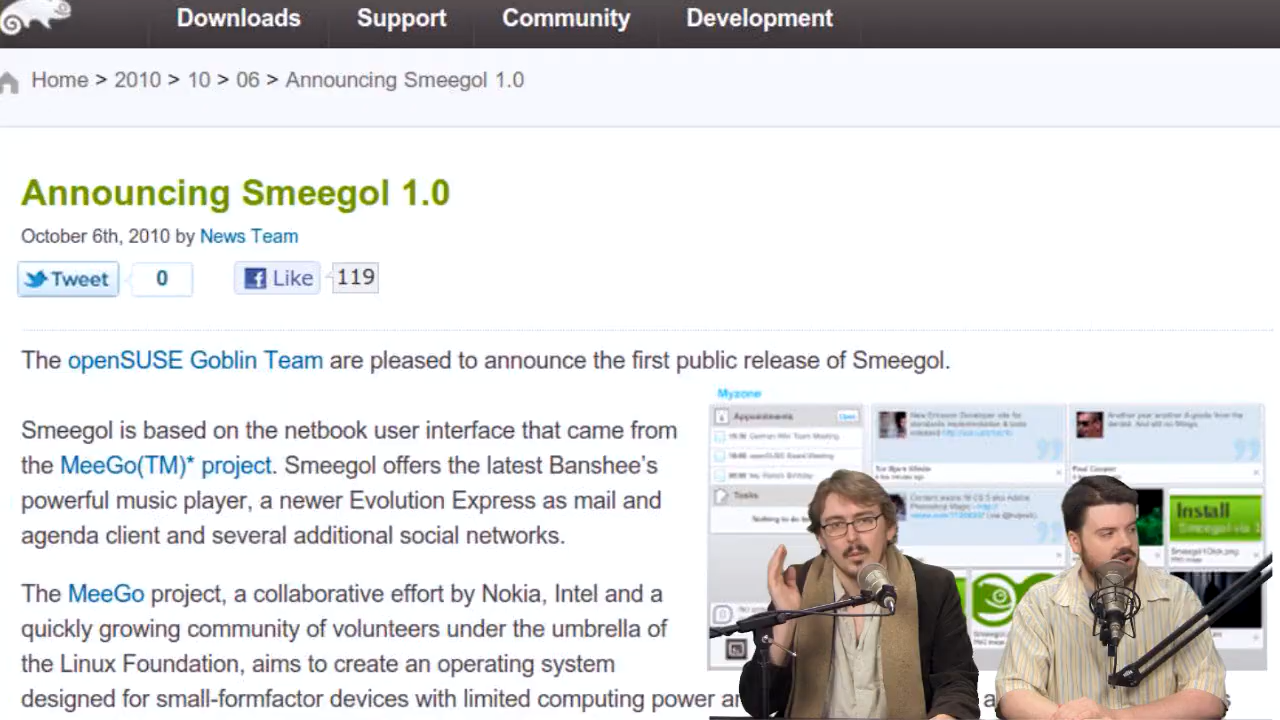 Downloads Support Community Development
Home > 2010 > 10 > 06 > Announcing Smeegol 1.0
Announcing Smeegol 1.0
October 6th, 2010 by News Team
Tweet 0 Like 119
The openSUSE Goblin Team are pleased to announce the first public release of Smeegol.
Smeegol is based on the netbook user interface that came from
the MeeGo(TM)* project. Smeegol offers the latest Banshee's
powerful music player, a newer Evolution Express as mail and
agenda client and several additional social networks.
The MeeGo project, a collaborative effort by Nokia, Intel and a
quickly growing community of volunteers under the umbrella of
the Linux Foundation, aims to create an operating system
designed for small-formfactor devices with limited computing power
Myzone
Appointments Open
Tasks
Install